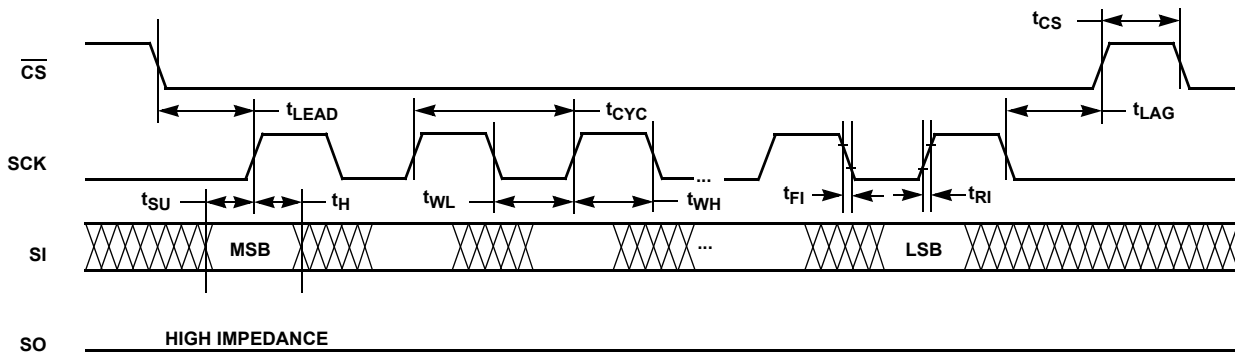 tCS
CS
tLEAD
tCYC
tLAG
SCK
...
tSU
tH
tWL
tWH
tFI
tRI
SI
MSB
...
LSB
SO
HIGH IMPEDANCE